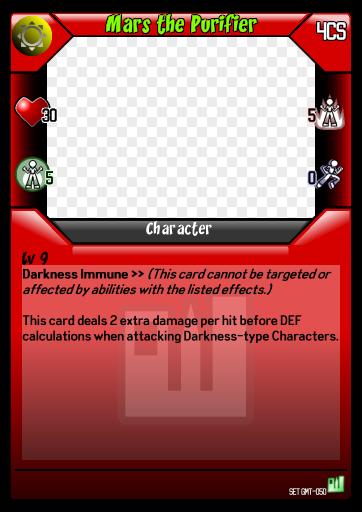 Mars the Purifier
4CS
30
5
5
0
Character
Lv 9
Darkness Immune >> (This card cannot be targeted or
affected by abilities with the listed effects.)
This card deals 2 extra damage per hit before DEF
calculations when attacking Darkness-type Characters.
SET GMT-050